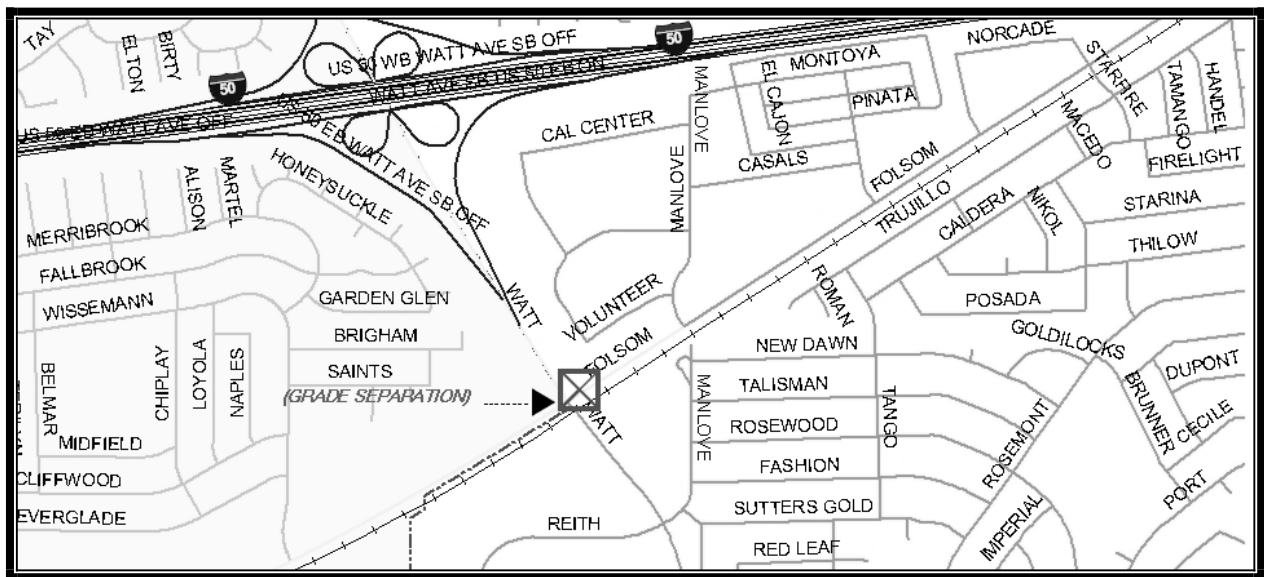 TAY
ELTON
BIRTY
50
50
US 50 WB WATT AVE SB OFF
WATT AVE SB US 50 EB ON
US 50 EB WATT AVE OFF
US 50 EB WATT AVE SB OFF
MONTOYA
NORCADE
STARFIRE
MANLOVE
EL CAJON
PINATA
TAMANGO
HANDEL
CAL CENTER
CASALS
MACEDO
FOLSOM
FIRELIGHT
HONEYSUCKLE
ALISON
MARTEL
MANLOVE
TRUJILLO
CALDERA
NIKOL
STARINA
MERRIBROOK
THILOW
FALLBROOK
WISSEMANN
GARDEN GLEN
WATT
VOLUNTEER
ROMAN
POSADA
BRIGHAM
FOLSOM
NEW DAWN
GOLDILOCKS
BELMAR
CHIPLAY
LOYOLA
NAPLES
SAINTS
(GRADE SEPARATION)
TALISMAN
MANLOVE
TANGO
DUPONT
BRUNNER
CECILE
WATT
ROSEWOOD
ROSEMONT
MIDFIELD
FASHION
CLIFFWOOD
PORT
EVERGLADE
REITH
SUTTERS GOLD
IMPERIAL
RED LEAF